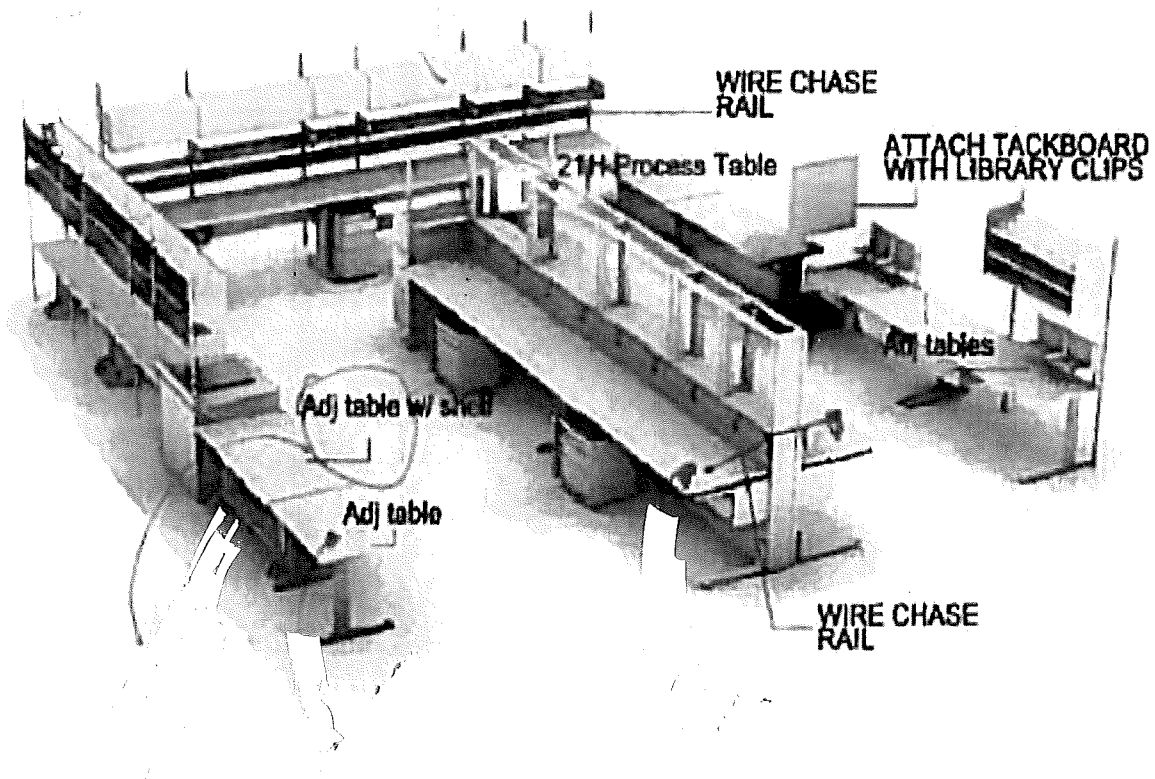 WIRE CHASE
RAIL
21H Process Table
ATTACH TACKBOARD
WITH LIBRARY CLIPS
Adj tables
Adj table w/ shelf
Adj table
WIRE CHASE
RAIL